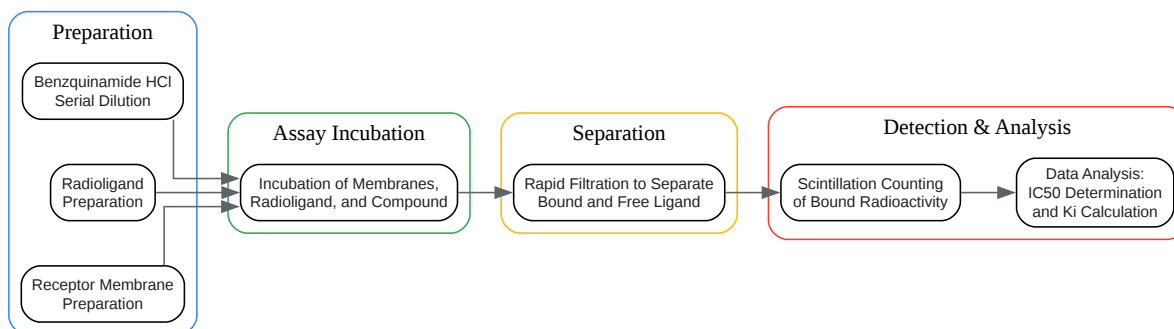 Preparation
Benzquinamide HCl
Serial Dilution
Radioligand
Preparation
Receptor Membrane
Preparation
Assay Incubation
Incubation of Membranes,
Radioligand, and Compound
Separation
Rapid Filtration to Separate
Bound and Free Ligand
Detection & Analysis
Scintillation Counting
of Bound Radioactivity
Data Analysis:
IC50 Determination
and Ki Calculation